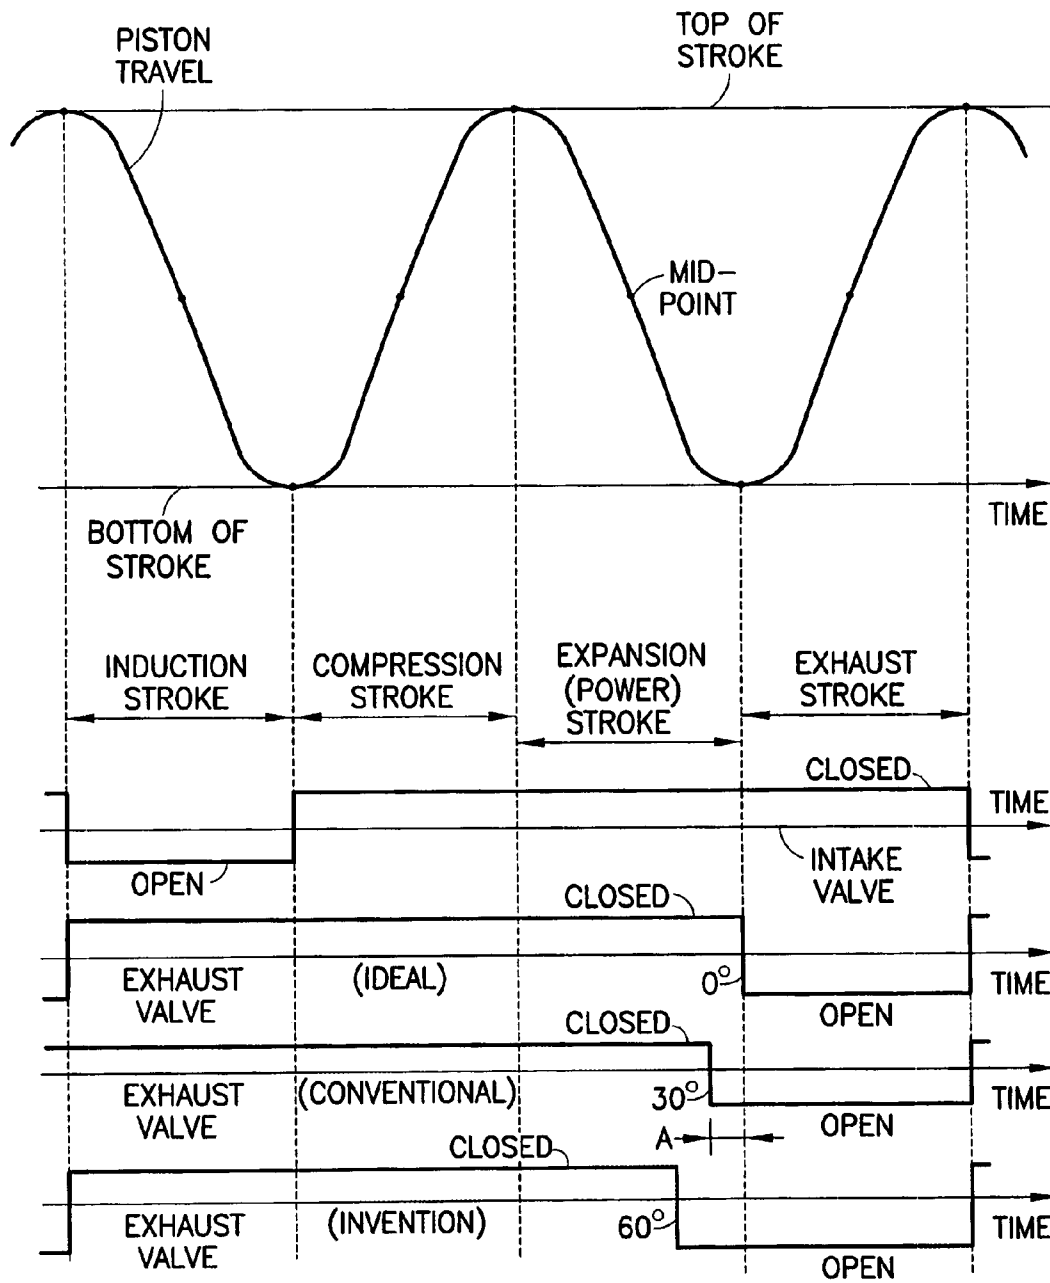 PISTON
TRAVEL
TOP OF
STROKE
MID-
POINT
TIME
BOTTOM OF
STROKE
INDUCTION
STROKE
COMPRESSION
STROKE
EXPANSION
(POWER)
STROKE
EXHAUST
STROKE
CLOSED
TIME
OPEN
INTAKE
VALVE
CLOSED
EXHAUST
VALVE
(IDEAL)
0°
TIME
OPEN
CLOSED
EXHAUST
VALVE
(CONVENTIONAL)
30°
TIME
OPEN
A
CLOSED
EXHAUST
VALVE
(INVENTION)
60°
TIME
OPEN